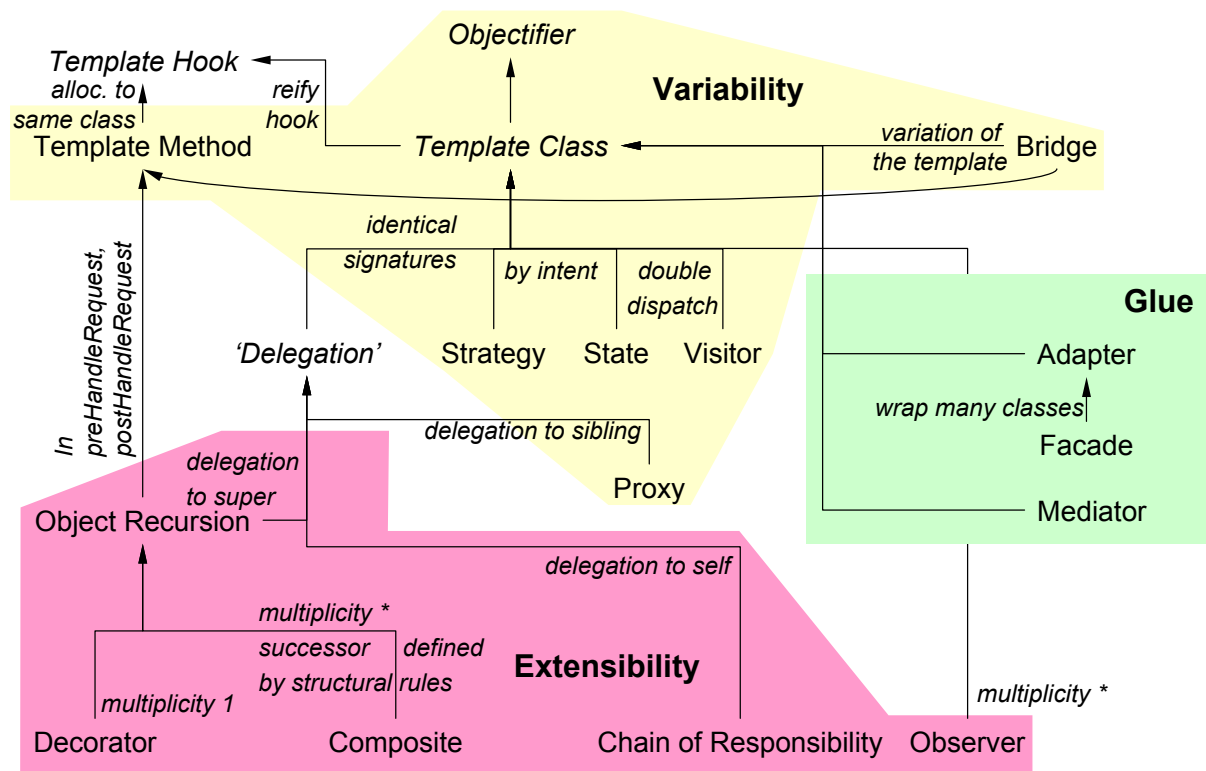 Objectifier
Template Hook
alloc. to
same class
reify
hook
Variability
Template Method
Template Class
variation of
the template
Bridge
identical
signatures
by intent
double
dispatch
In
preHandleRequest,
postHandleRequest
Glue
‘Delegation’
Strategy
State
Visitor
Adapter
wrap many classes
delegation to sibling
Facade
delegation
to super
Proxy
Object Recursion
Mediator
delegation to self
multiplicity *
successor defined
by structural rules
Extensibility
multiplicity 1
multiplicity *
Decorator
Composite
Chain of Responsibility
Observer